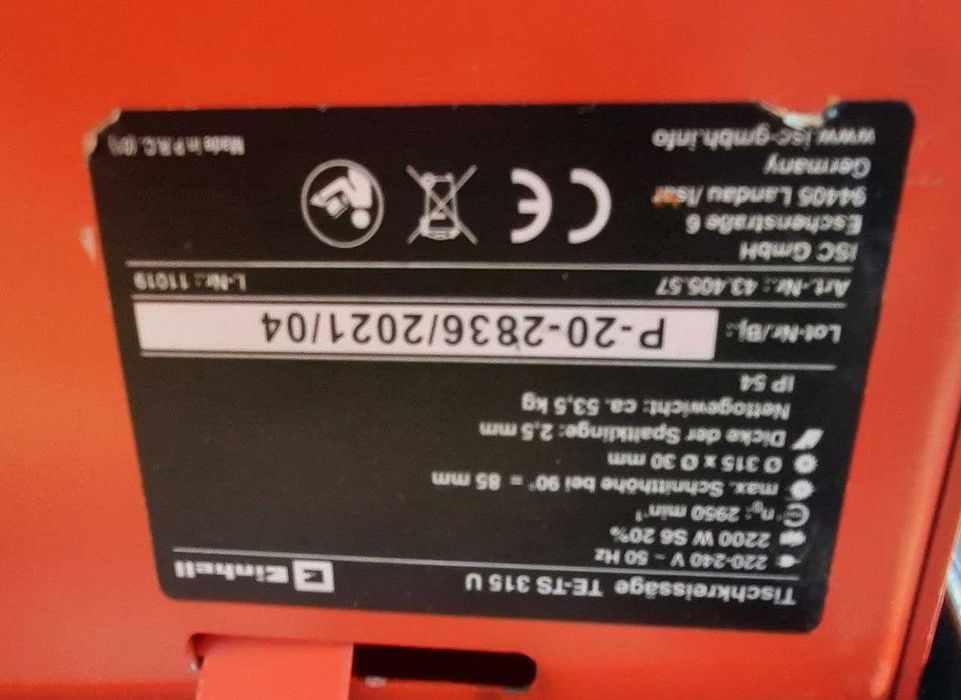 Tischkreissäge TE-TS 315 U
Einhell
220-240 V ~ 50 Hz
2200 W S6 20%
n₀: 2950 min⁻¹
max. Schnitthöhe bei 90° = 85 mm
Ø 315 x Ø 30 mm
Dicke der Spaltklinge: 2,5 mm
Nettogewicht: ca. 53,5 kg
IP 54
Lot-Nr/Bj.: P-20-2836/2021/04
Art.-Nr.: 43.405.57 I.-Nr.: 11019
ISC GmbH
Eschenstraße 6
94405 Landau/Isar
Germany
www.isc-gmbh.info
CE
Made in P.R.C. (01)